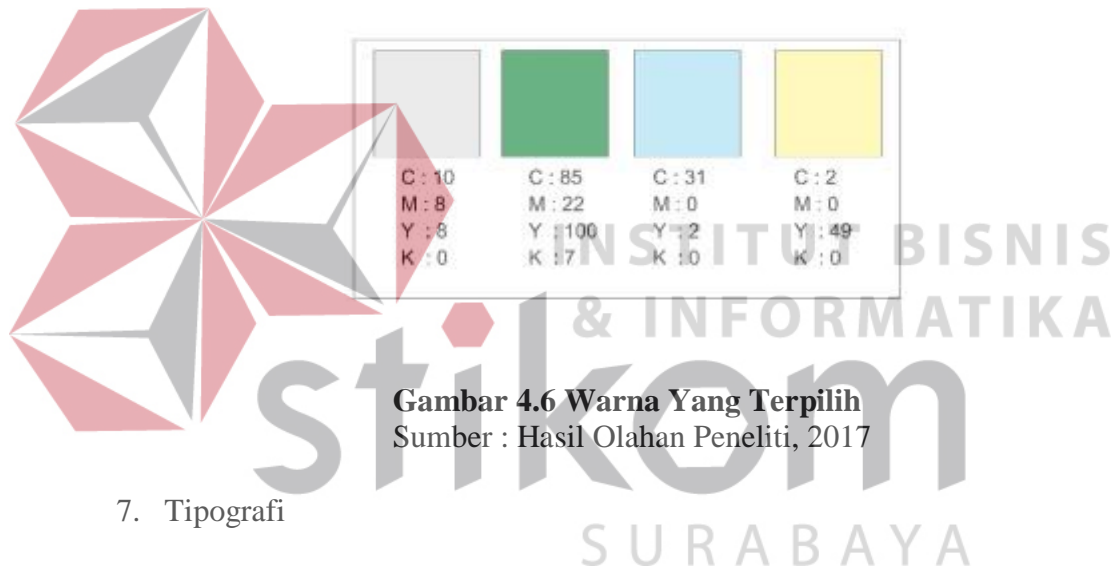 C : 10 C : 85 C : 31 C : 2
M : 8 M : 22 M : 0 M : 0
Y : 8 Y : 100 Y : 2 Y : 49
K : 0 K : 7 K : 0 K : 0
INSTITUT BISNIS
& INFORMATIKA
stikom
Gambar 4.6 Warna Yang Terpilih
Sumber : Hasil Olahan Peneliti, 2017
7. Tipografi
SURABAYA